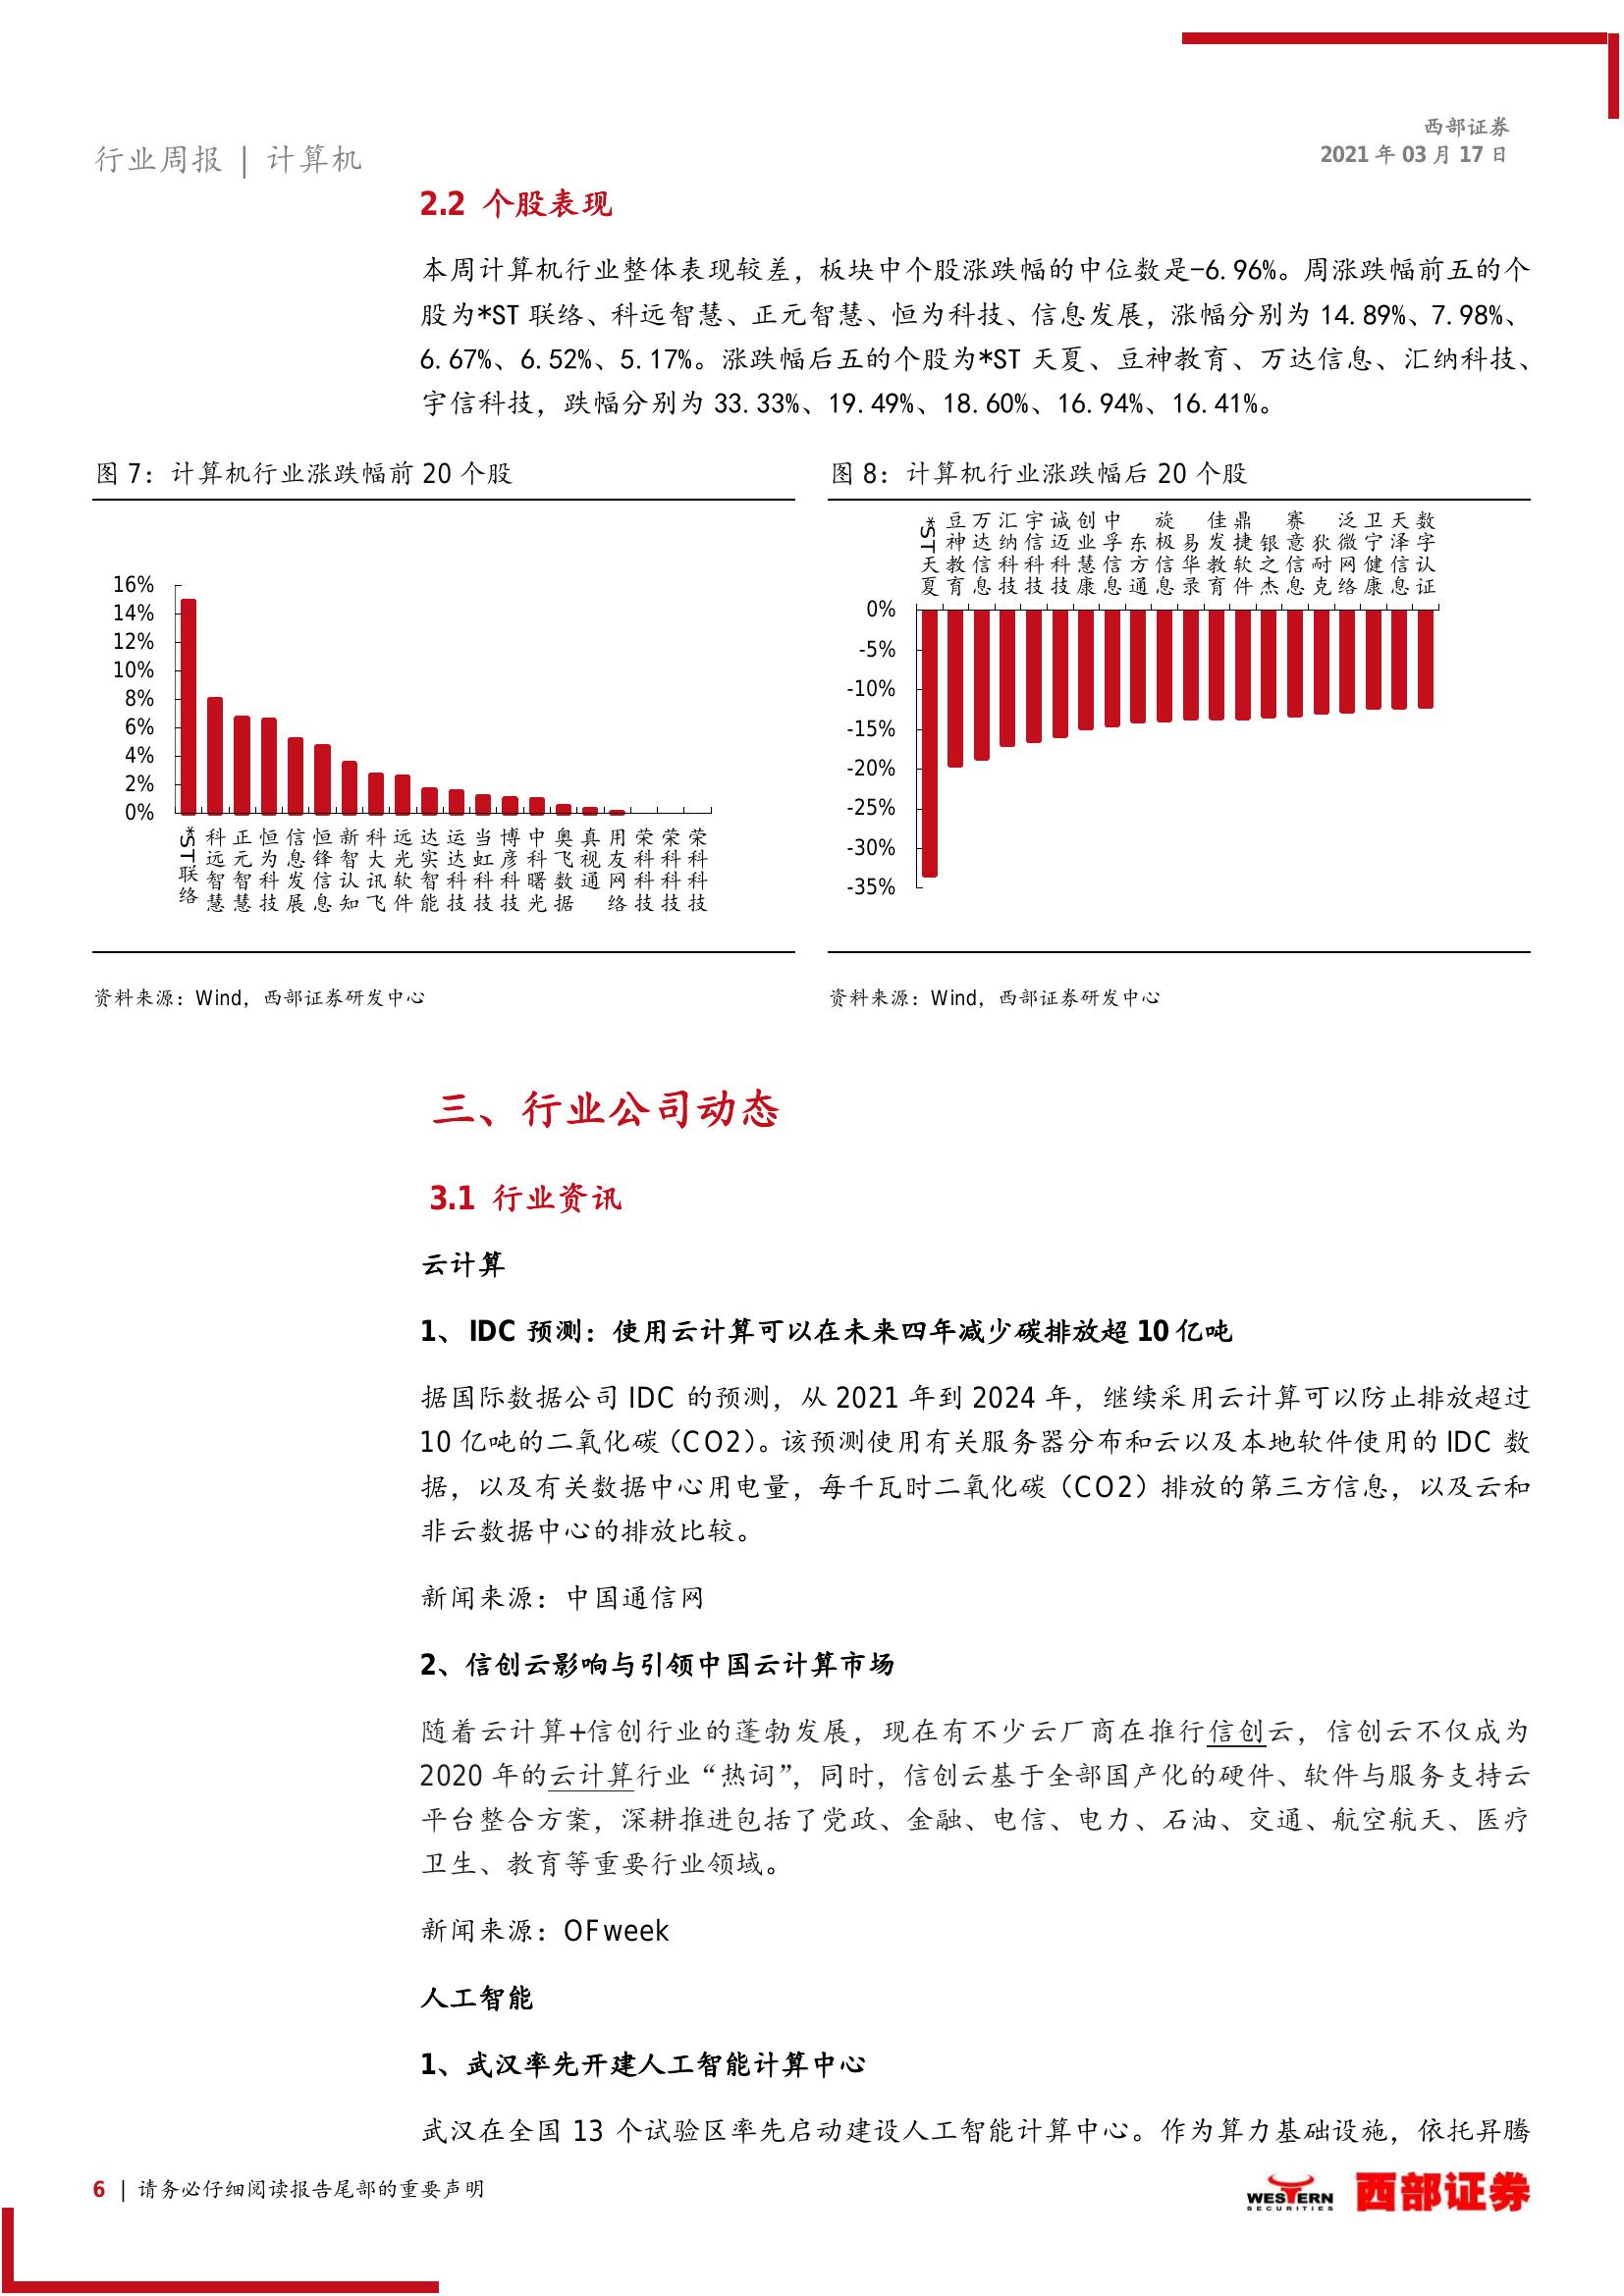 西部证券
2021 年 03 月 17 日
行业周报 | 计算机
2.2 个股表现
本周计算机行业整体表现较差，板块中个股涨跌幅的中位数是-6.96%。周涨跌幅前五的个
股为*ST 联络、科远智慧、正元智慧、恒为科技、信息发展，涨幅分别为 14.89%、7.98%、
6.67%、6.52%、5.17%。涨跌幅后五的个股为*ST 天夏、豆神教育、万达信息、汇纳科技、
宇信科技，跌幅分别为 33.33%、19.49%、18.60%、16.94%、16.41%。
图 7：计算机行业涨跌幅前 20 个股
16%
14%
12%
10%
8%
6%
4%
2%
0%
*ST联络
科远智慧
正元智慧
恒为科技
信息发展
恒锋信息
新智认知
科大讯飞
远光软件
达实智能
运达科技
当虹科技
博彦科技
中科曙光
奥飞数据
真视通
用友网络
荣科科技
荣科科技
荣科科技
资料来源：Wind，西部证券研发中心
图 8：计算机行业涨跌幅后 20 个股
*ST天夏
豆神教育
万达信息
汇纳科技
宇信科技
诚迈科技
创业慧康
中孚信息
东方通
旋极信息
易华录
佳发教育
鼎捷软件
银之杰
赛意信息
狄耐克
泛微网络
卫宁健康
天泽信息
数字认证
0%
-5%
-10%
-15%
-20%
-25%
-30%
-35%
资料来源：Wind，西部证券研发中心
三、行业公司动态
3.1 行业资讯
云计算
1、IDC 预测：使用云计算可以在未来四年减少碳排放超 10 亿吨
据国际数据公司 IDC 的预测，从 2021 年到 2024 年，继续采用云计算可以防止排放超过
10 亿吨的二氧化碳（CO2）。该预测使用有关服务器分布和云以及本地软件使用的 IDC 数
据，以及有关数据中心用电量，每千瓦时二氧化碳（CO2）排放的第三方信息，以及云和
非云数据中心的排放比较。
新闻来源：中国通信网
2、信创云影响与引领中国云计算市场
随着云计算+信创行业的蓬勃发展，现在有不少云厂商在推行信创云，信创云不仅成为
2020 年的云计算行业“热词”，同时，信创云基于全部国产化的硬件、软件与服务支持云
平台整合方案，深耕推进包括了党政、金融、电信、电力、石油、交通、航空航天、医疗
卫生、教育等重要行业领域。
新闻来源：OFweek
人工智能
1、武汉率先开建人工智能计算中心
武汉在全国 13 个试验区率先启动建设人工智能计算中心。作为算力基础设施，依托昇腾
6 | 请务必仔细阅读报告尾部的重要声明
WESTERN
SECURITIES
西部证券